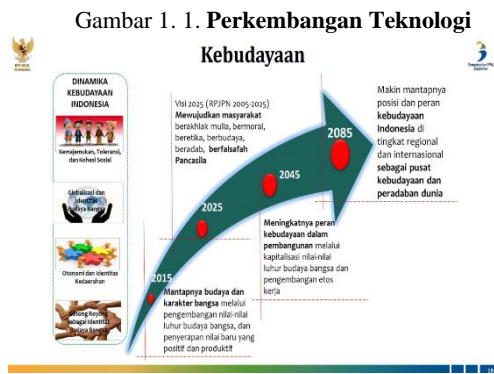 Gambar 1. 1. Perkembangan Teknologi
Kebudayaan
DINAMIKA
KEBUDAYAAN
INDONESIA
Kemajemukan, Toleransi,
dan Kohesi Sosial
Globalisasi dan
Identitas
Budaya Bangsa
Otonomi dan Identitas
Kedaerahan
Gotong Royong
Sebagai Identitas
Budaya Bangsa
Visi 2025 (RPJPN 2005-2025)
Mewujudkan masyarakat
berakhlak mulia, bermoral,
beretika, berbudaya,
beradab, berfalsafah
Pancasila
2015
Mantapnya budaya dan
karakter bangsa melalui
pengembangan nilai-nilai
luhur budaya bangsa, dan
penyerapan nilai baru yang
positif dan produktif
2025
2045
Meningkatnya peran
kebudayaan dalam
pembangunan melalui
kapitalisasi nilai-nilai
luhur budaya bangsa dan
pengembangan etos
kerja
2085
Makin mantapnya
posisi dan peran
kebudayaan
Indonesia di
tingkat regional
dan internasional
sebagai pusat
kebudayaan dan
peradaban dunia